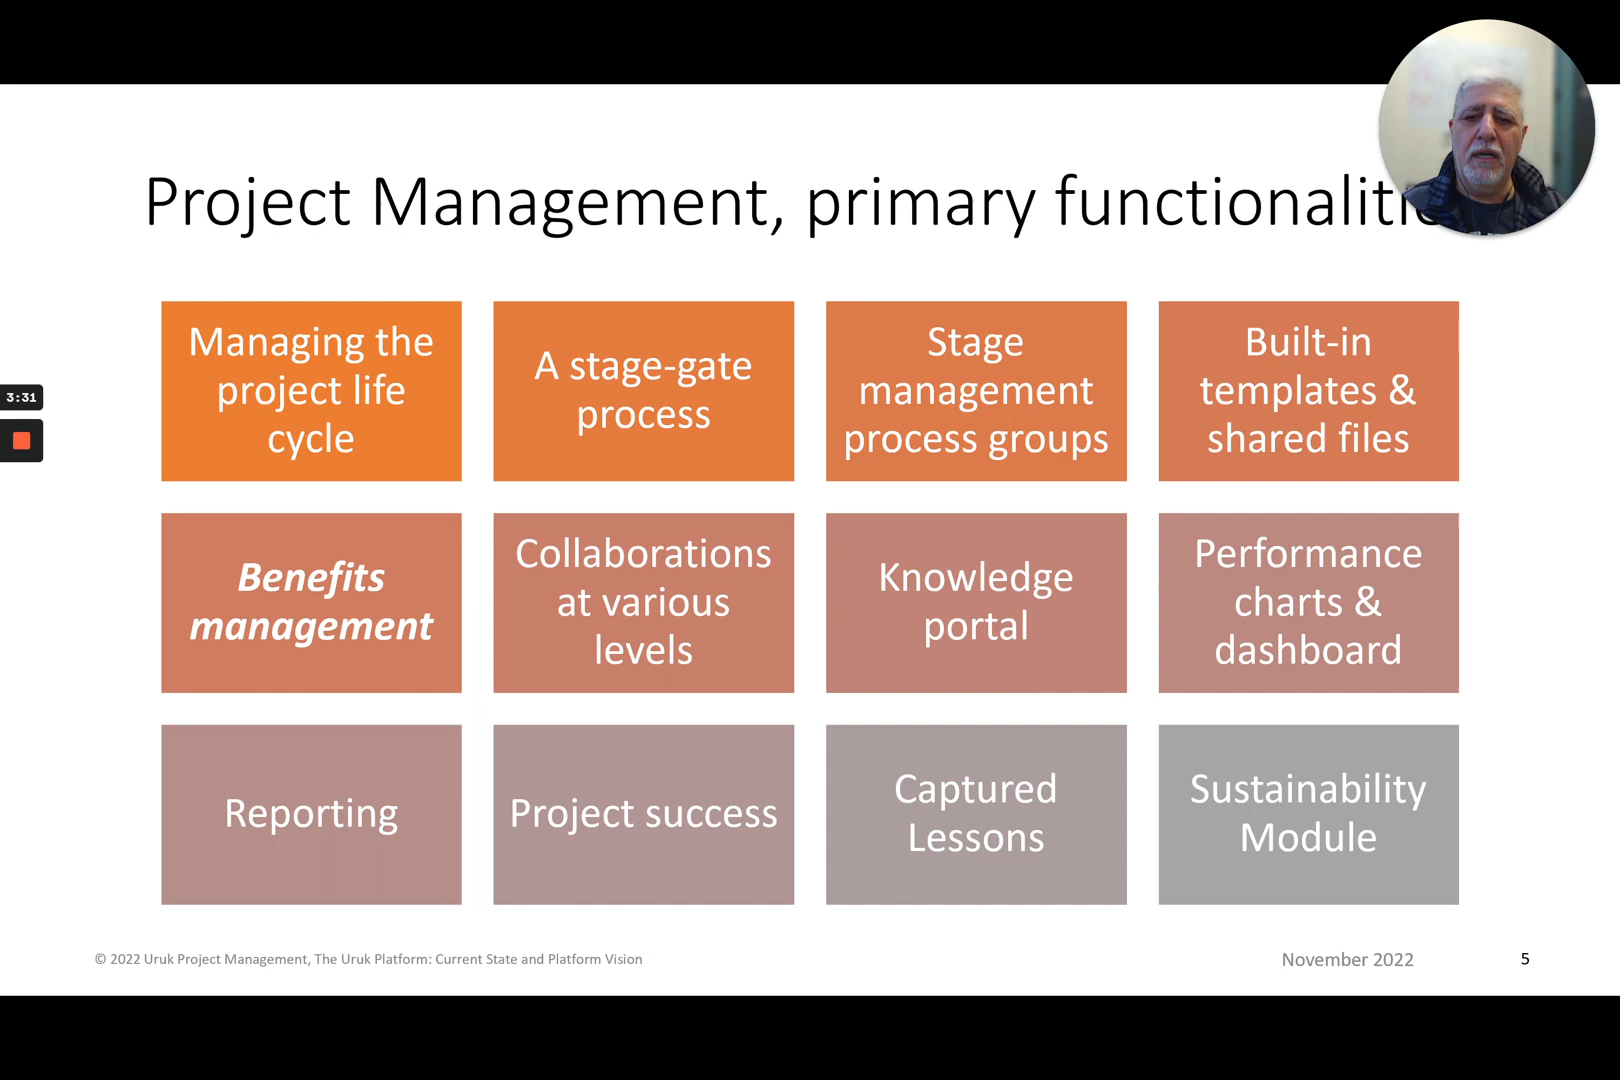 Project Management, primary functionalitie
3:31
Managing the
project life
cycle
A stage-gate
process
Stage
management
process groups
Built-in
templates &
shared files
Benefits
management
Collaborations
at various
levels
Knowledge
portal
Performance
charts &
dashboard
Reporting
Project success
Captured
Lessons
Sustainability
Module
© 2022 Uruk Project Management, The Uruk Platform: Current State and Platform Vision
November 2022
5